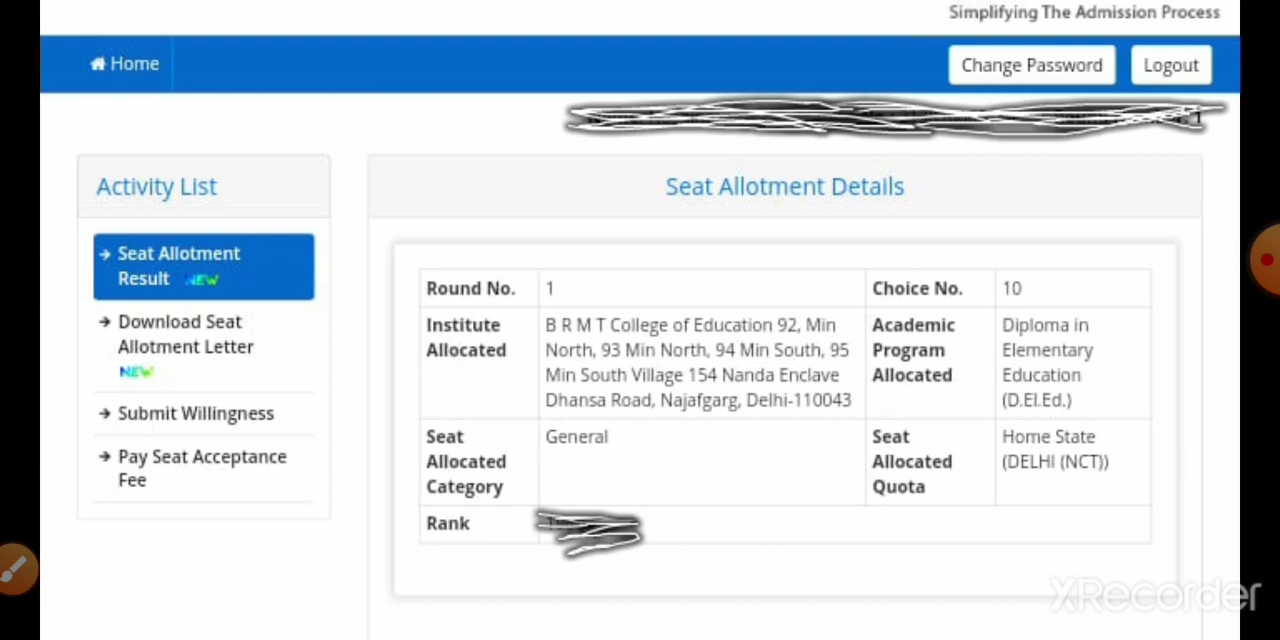 Simplifying The Admission Process
Home
Change Password
Logout
Activity List
Seat Allotment
Result NEW
Download Seat
Allotment Letter
NEW
Submit Willingness
Pay Seat Acceptance
Fee
Seat Allotment Details
Round No.
1
Choice No.
10
Institute
Allocated
B R M T College of Education 92, Min
North, 93 Min North, 94 Min South, 95
Min South Village 154 Nanda Enclave
Dhansa Road, Najafgarg, Delhi-110043
Academic
Program
Allocated
Diploma in
Elementary
Education
(D.El.Ed.)
Seat
Allocated
Category
General
Seat
Allocated
Quota
Home State
(DELHI (NCT))
Rank
XRecorder